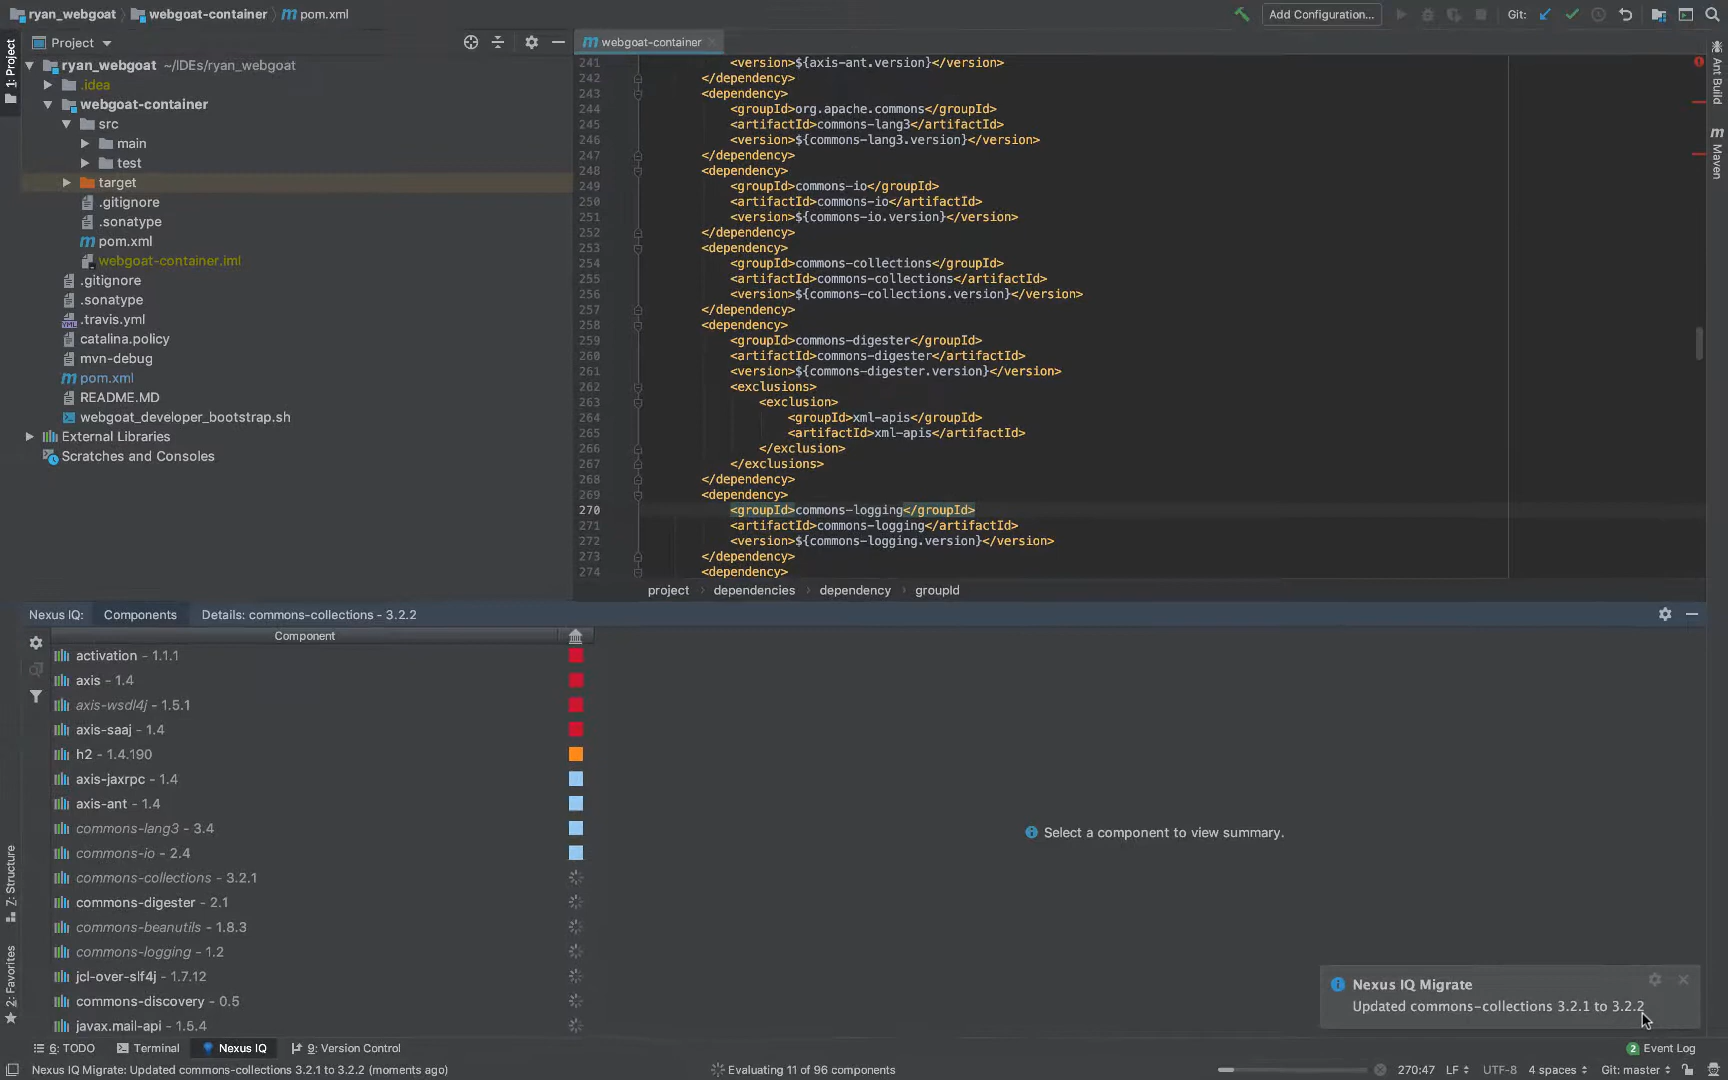 ryan_webgoat webgoat-container pom.xml
Add Configuration...
Git:
Project
webgoat-container
1: Project
Ant Build
Maven
ryan_webgoat ~/IDEs/ryan_webgoat
.idea
webgoat-container
src
main
test
target
.gitignore
.sonatype
pom.xml
webgoat-container.iml
.gitignore
.sonatype
.travis.yml
catalina.policy
mvn-debug
pom.xml
README.MD
webgoat_developer_bootstrap.sh
External Libraries
Scratches and Consoles
241 <version>${axis-ant.version}</version>
242 </dependency>
243 <dependency>
244 <groupId>org.apache.commons</groupId>
245 <artifactId>commons-lang3</artifactId>
246 <version>${commons-lang3.version}</version>
247 </dependency>
248 <dependency>
249 <groupId>commons-io</groupId>
250 <artifactId>commons-io</artifactId>
251 <version>${commons-io.version}</version>
252 </dependency>
253 <dependency>
254 <groupId>commons-collections</groupId>
255 <artifactId>commons-collections</artifactId>
256 <version>${commons-collections.version}</version>
257 </dependency>
258 <dependency>
259 <groupId>commons-digester</groupId>
260 <artifactId>commons-digester</artifactId>
261 <version>${commons-digester.version}</version>
262 <exclusions>
263 <exclusion>
264 <groupId>xml-apis</groupId>
265 <artifactId>xml-apis</artifactId>
266 </exclusion>
267 </exclusions>
268 </dependency>
269 <dependency>
270 <groupId>commons-logging</groupId>
271 <artifactId>commons-logging</artifactId>
272 <version>${commons-logging.version}</version>
273 </dependency>
274 <dependency>
project dependencies dependency groupId
Nexus IQ: Components Details: commons-collections - 3.2.2
Component
activation - 1.1.1
axis - 1.4
axis-wsdl4j - 1.5.1
axis-saaj - 1.4
h2 - 1.4.190
axis-jaxrpc - 1.4
axis-ant - 1.4
commons-lang3 - 3.4
commons-io - 2.4
commons-collections - 3.2.1
commons-digester - 2.1
commons-beanutils - 1.8.3
commons-logging - 1.2
jcl-over-slf4j - 1.7.12
commons-discovery - 0.5
javax.mail-api - 1.5.4
Select a component to view summary.
Nexus IQ Migrate
Updated commons-collections 3.2.1 to 3.2.2
Z: Structure
2: Favorites
6: TODO Terminal Nexus IQ 9: Version Control
2 Event Log
Nexus IQ Migrate: Updated commons-collections 3.2.1 to 3.2.2 (moments ago)
Evaluating 11 of 96 components
270:47 LF UTF-8 4 spaces Git: master